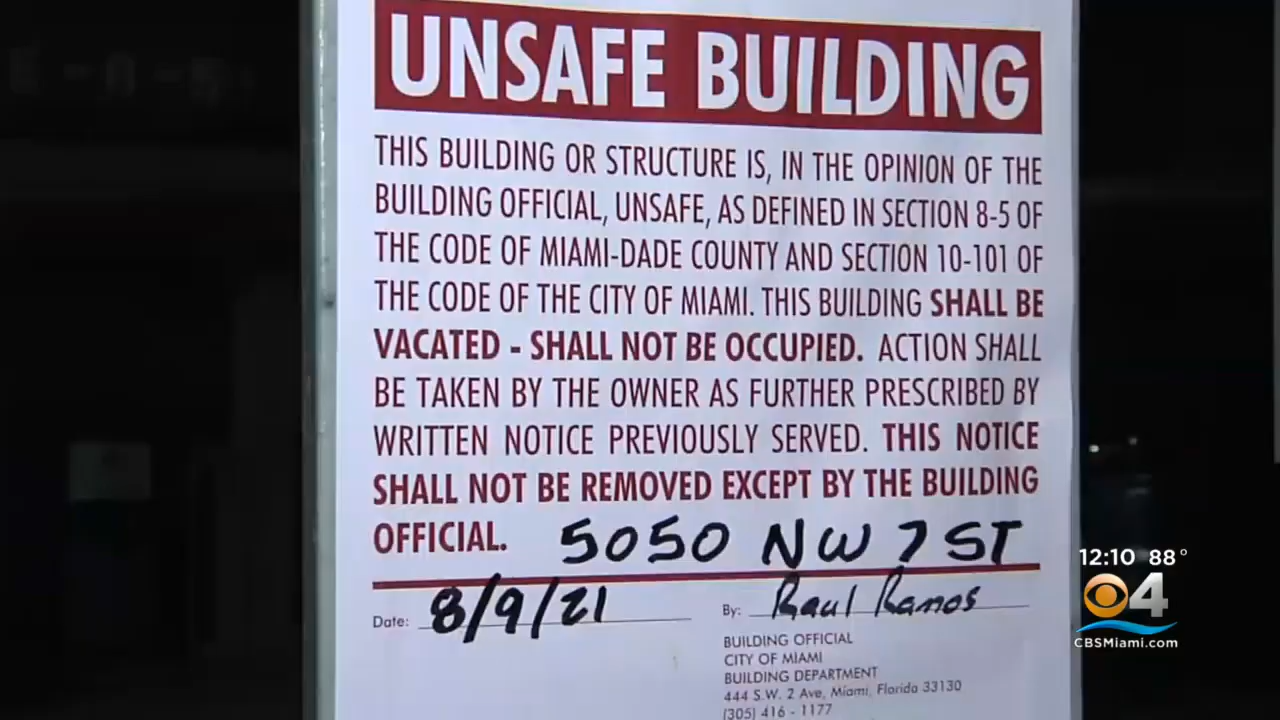 UNSAFE BUILDING
THIS BUILDING OR STRUCTURE IS, IN THE OPINION OF THE
BUILDING OFFICIAL, UNSAFE, AS DEFINED IN SECTION 8-5 OF
THE CODE OF MIAMI-DADE COUNTY AND SECTION 10-101 OF
THE CODE OF THE CITY OF MIAMI. THIS BUILDING SHALL BE
VACATED - SHALL NOT BE OCCUPIED. ACTION SHALL
BE TAKEN BY THE OWNER AS FURTHER PRESCRIBED BY
WRITTEN NOTICE PREVIOUSLY SERVED. THIS NOTICE
SHALL NOT BE REMOVED EXCEPT BY THE BUILDING
OFFICIAL. 5050 NW 7 ST
Date: 8/9/21 By: Raul Ramos
BUILDING OFFICIAL
CITY OF MIAMI
BUILDING DEPARTMENT
444 S.W. 2 Ave, Miami, Florida 33130
(305) 416 - 1177
12:10 88°
4
CBSMiami.com